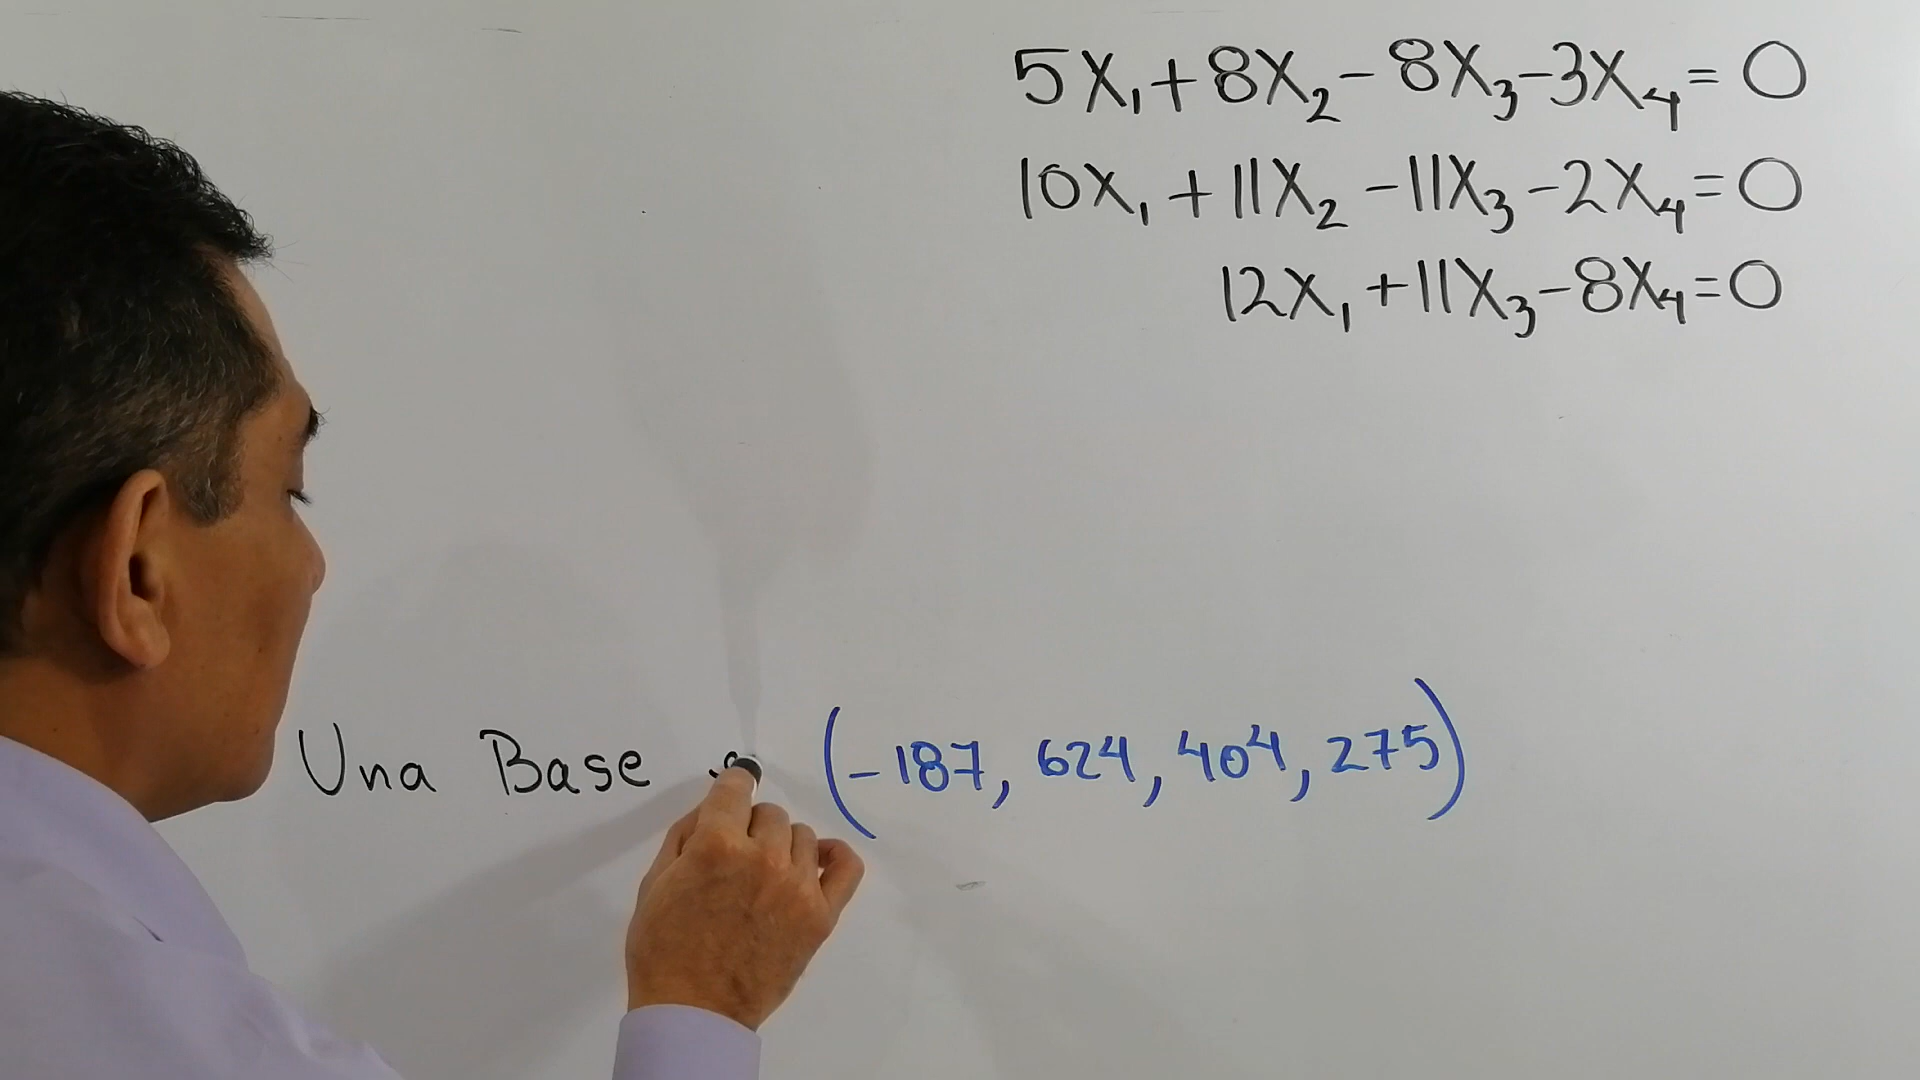 5X₁+8X₂-8X₃-3X₄=0
10X₁+11X₂-11X₃-2X₄=0
12X₁+11X₃-8X₄=0
Una Base (-187, 624, 404, 275)